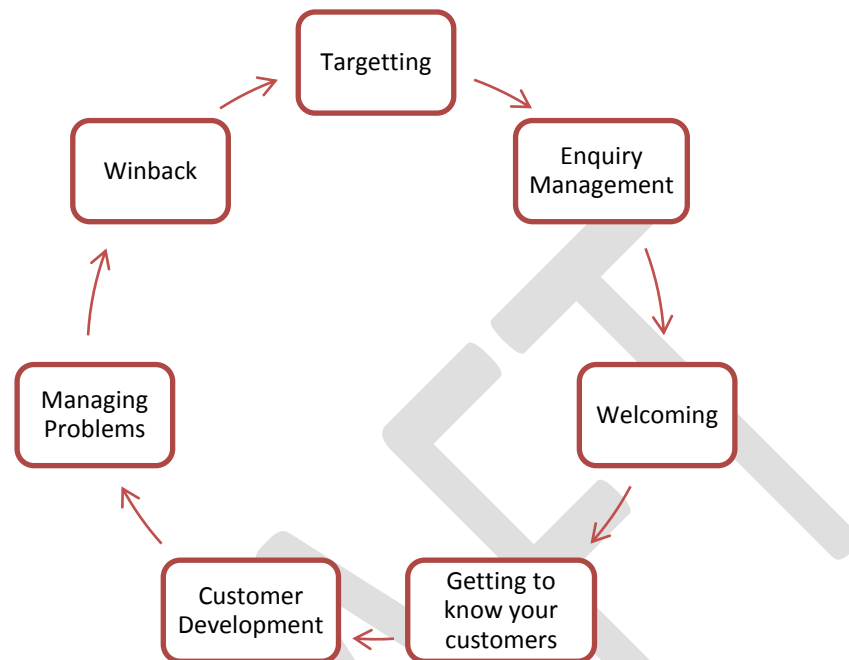 Targetting
Enquiry
Management
Welcoming
Getting to
know your
customers
Customer
Development
Managing
Problems
Winback